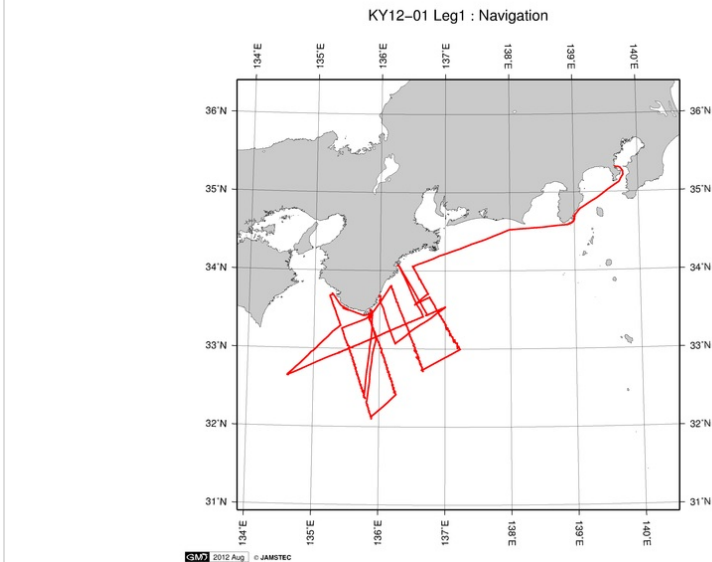 KY12−01 Leg1 : Navigation
134˚E 135˚E 136˚E 137˚E 138˚E 139˚E 140˚E
36˚N 36˚N
35˚N 35˚N
34˚N 34˚N
33˚N 33˚N
32˚N 32˚N
31˚N 31˚N
134˚E 135˚E 136˚E 137˚E 138˚E 139˚E 140˚E
GMD 2012 Aug © JAMSTEC